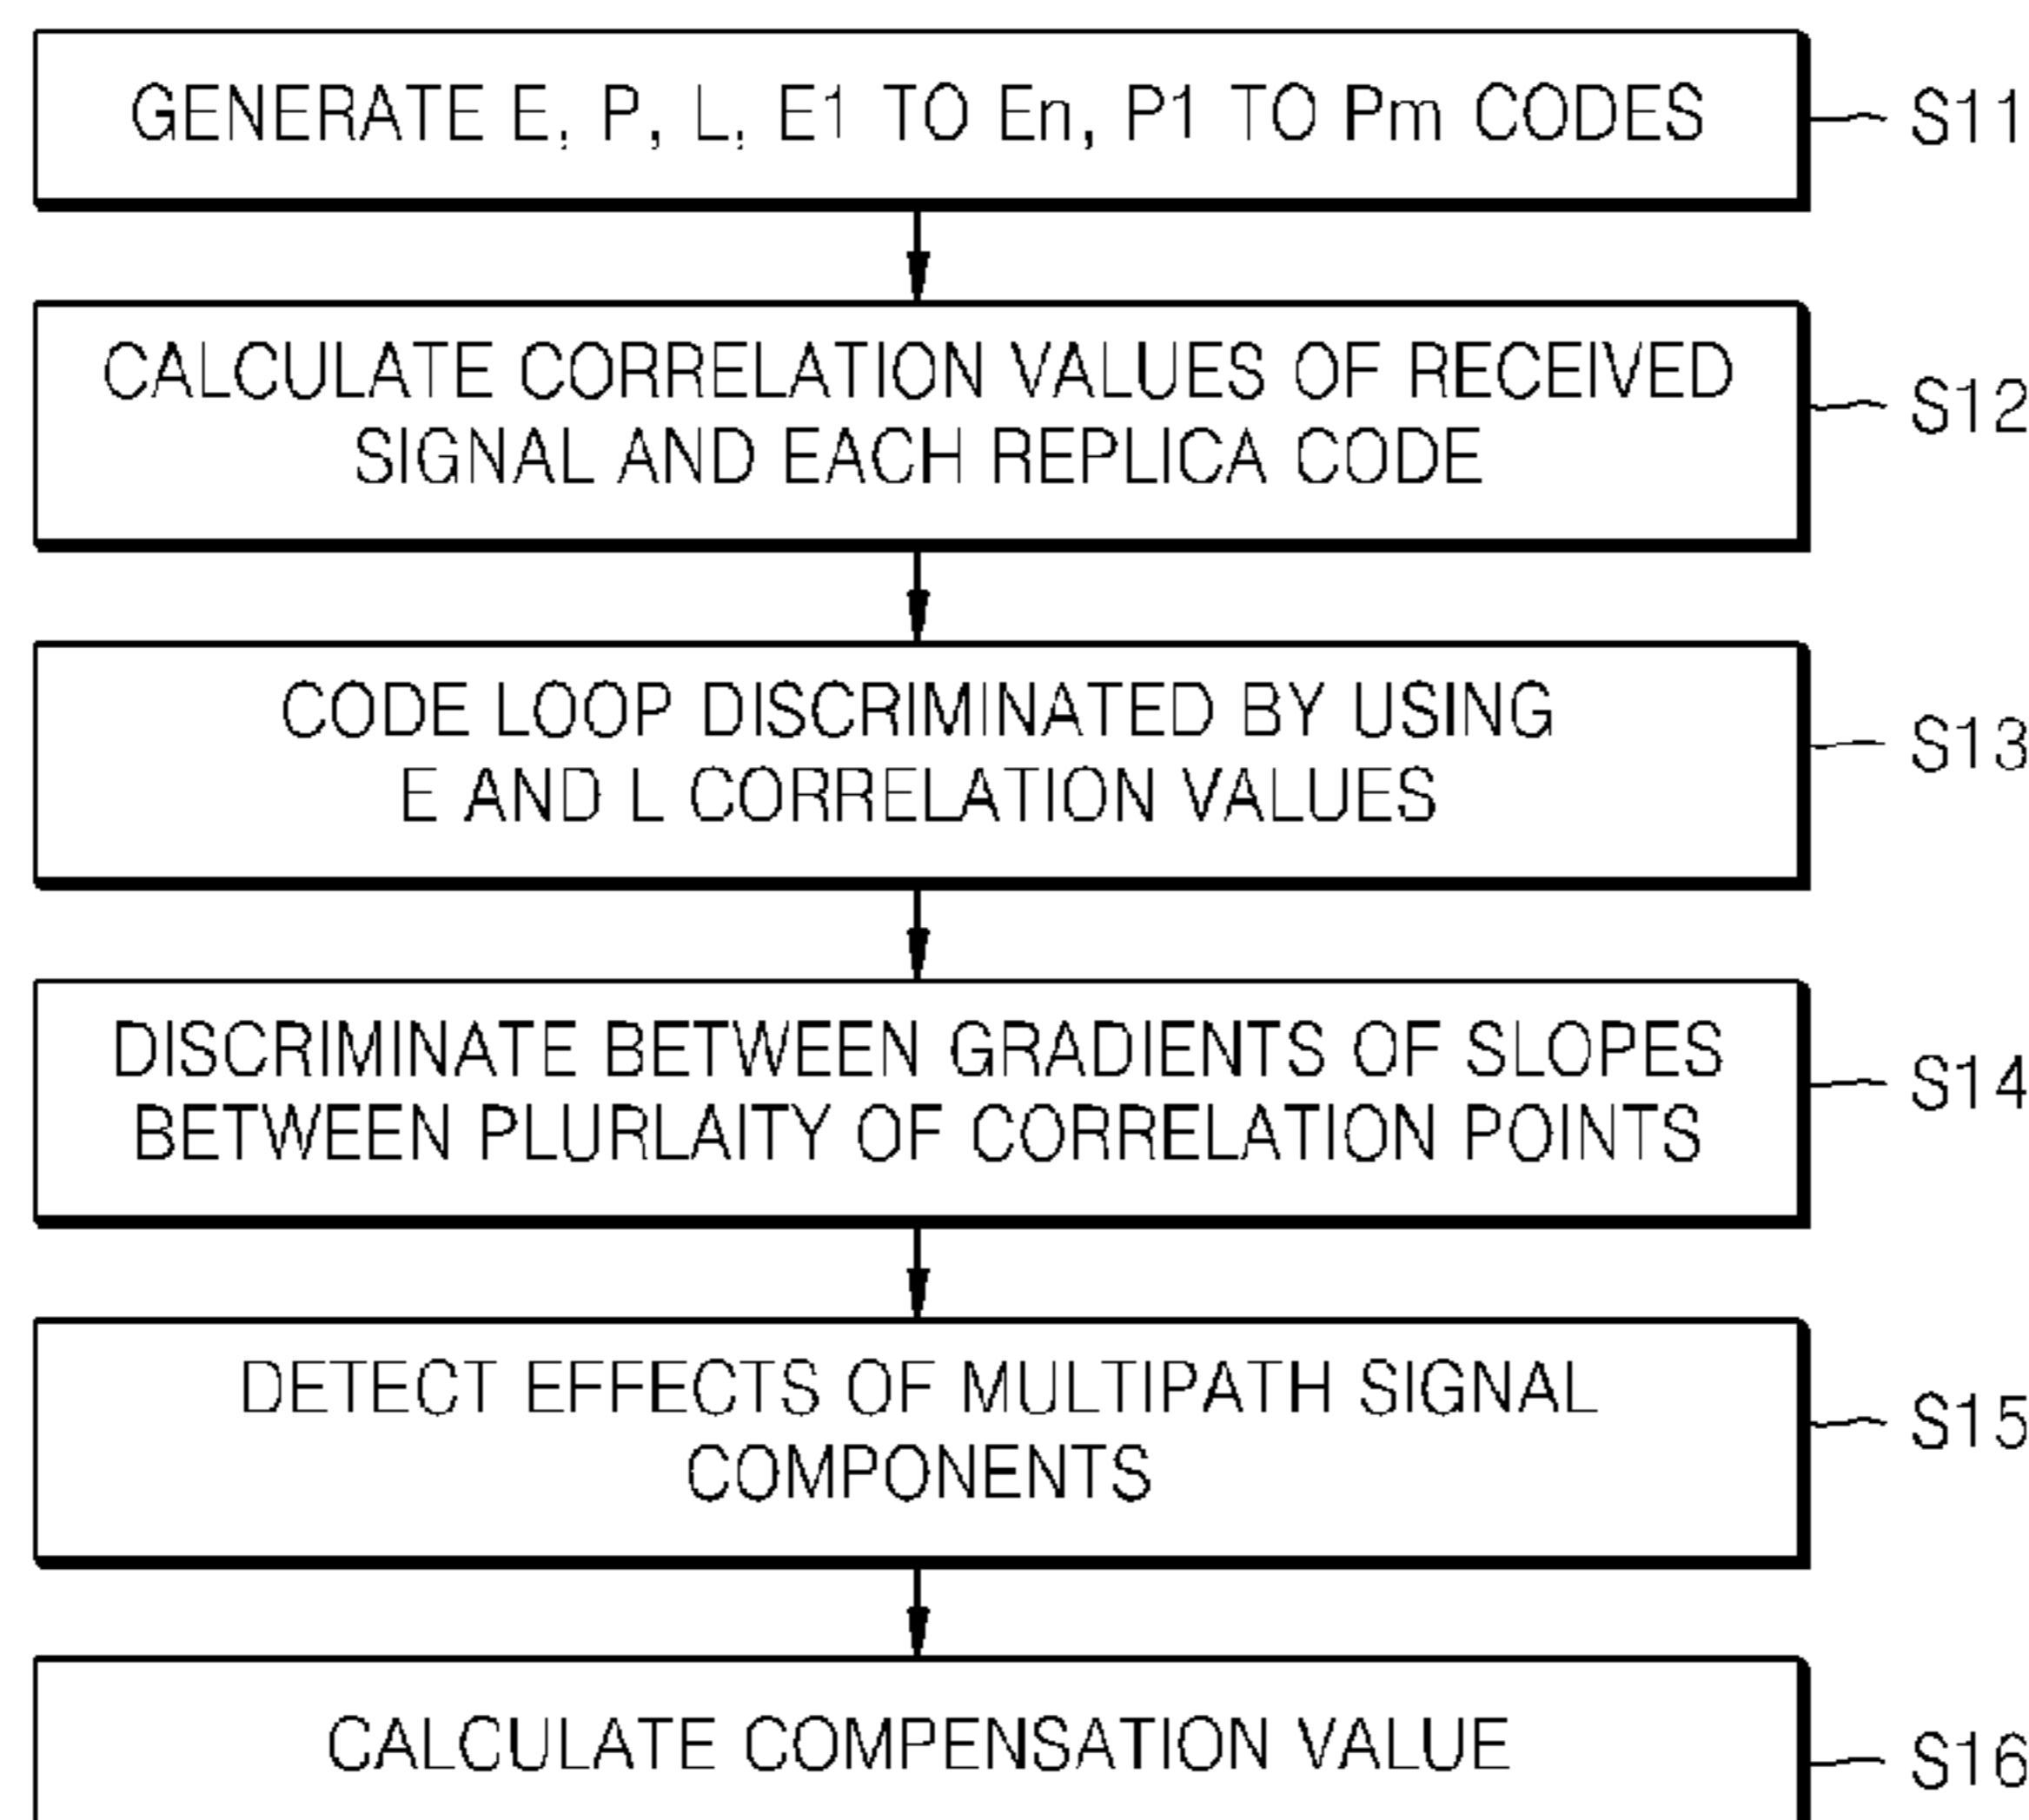 GENERATE E, P, L, E1 TO En, P1 TO Pm CODES
S11
CALCULATE CORRELATION VALUES OF RECEIVED
SIGNAL AND EACH REPLICA CODE
S12
CODE LOOP DISCRIMINATED BY USING
E AND L CORRELATION VALUES
S13
DISCRIMINATE BETWEEN GRADIENTS OF SLOPES
BETWEEN PLURLAITY OF CORRELATION POINTS
S14
DETECT EFFECTS OF MULTIPATH SIGNAL
COMPONENTS
S15
CALCULATE COMPENSATION VALUE
S16